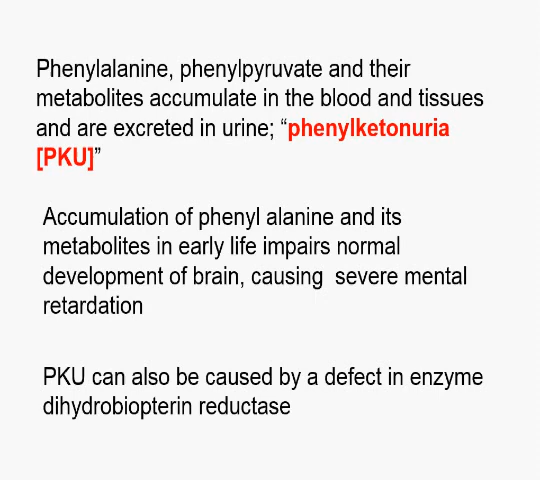 Phenylalanine, phenylpyruvate and their
metabolites accumulate in the blood and tissues
and are excreted in urine; “phenylketonuria
[PKU]”
Accumulation of phenyl alanine and its
metabolites in early life impairs normal
development of brain, causing  severe mental
retardation
PKU can also be caused by a defect in enzyme
dihydrobiopterin reductase